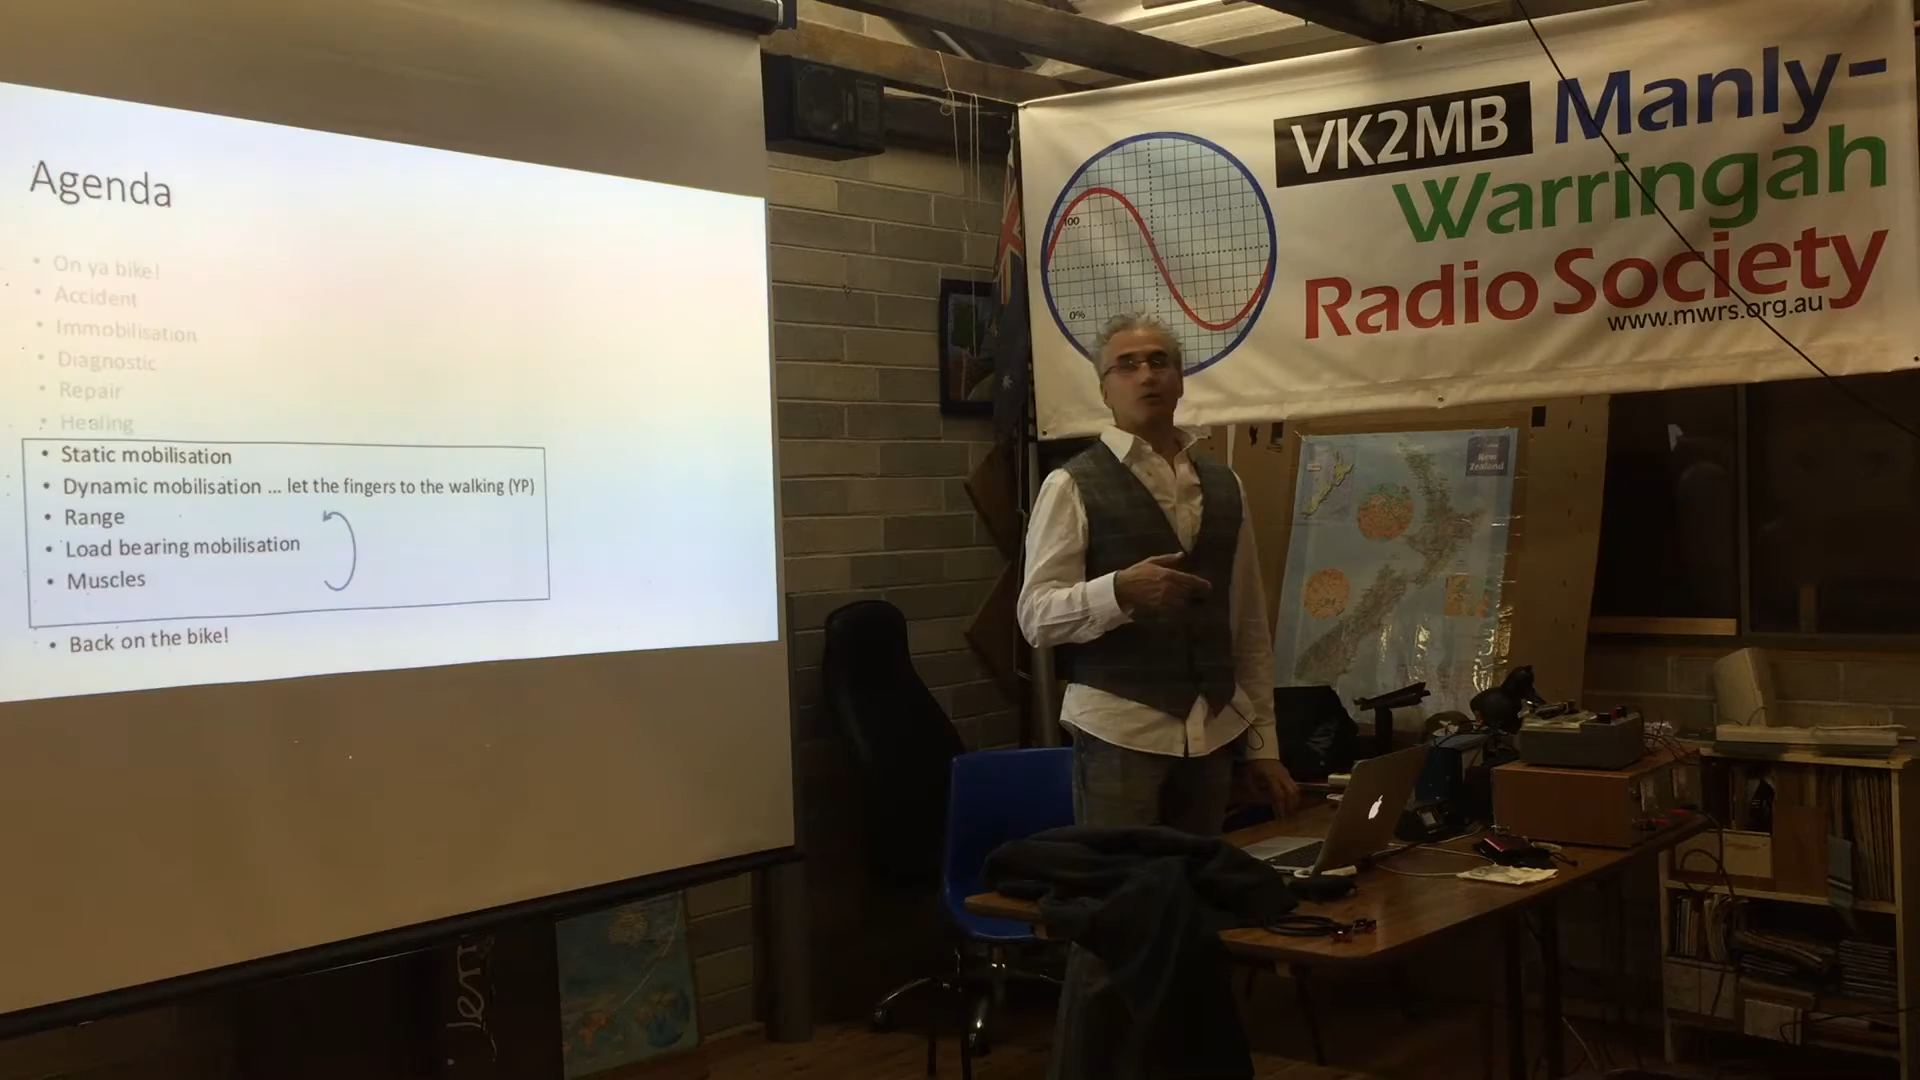 Agenda
• On ya bike!
• Accident
• Immobilisation
• Diagnostic
• Repair
• Healing
• Static mobilisation
• Dynamic mobilisation ... let the fingers to the walking (YP)
• Range
• Load bearing mobilisation
• Muscles
• Back on the bike!
VK2MB Manly-
Warringah
Radio Society
www.mwrs.org.au
100
0%
New
Zealand